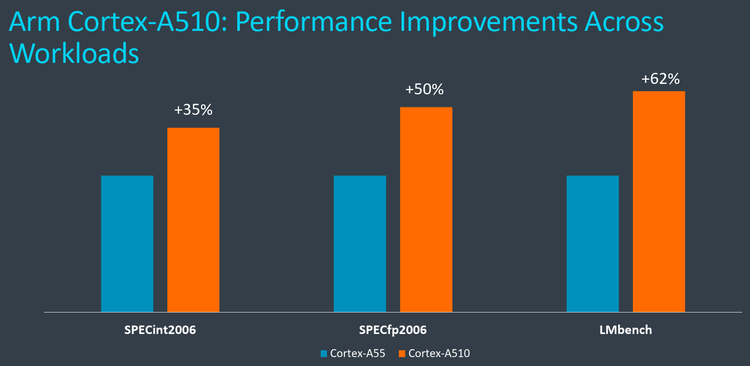 Arm Cortex-A510: Performance Improvements Across
Workloads
+35%
+50%
+62%
SPECint2006
SPECfp2006
LMbench
Cortex-A55
Cortex-A510